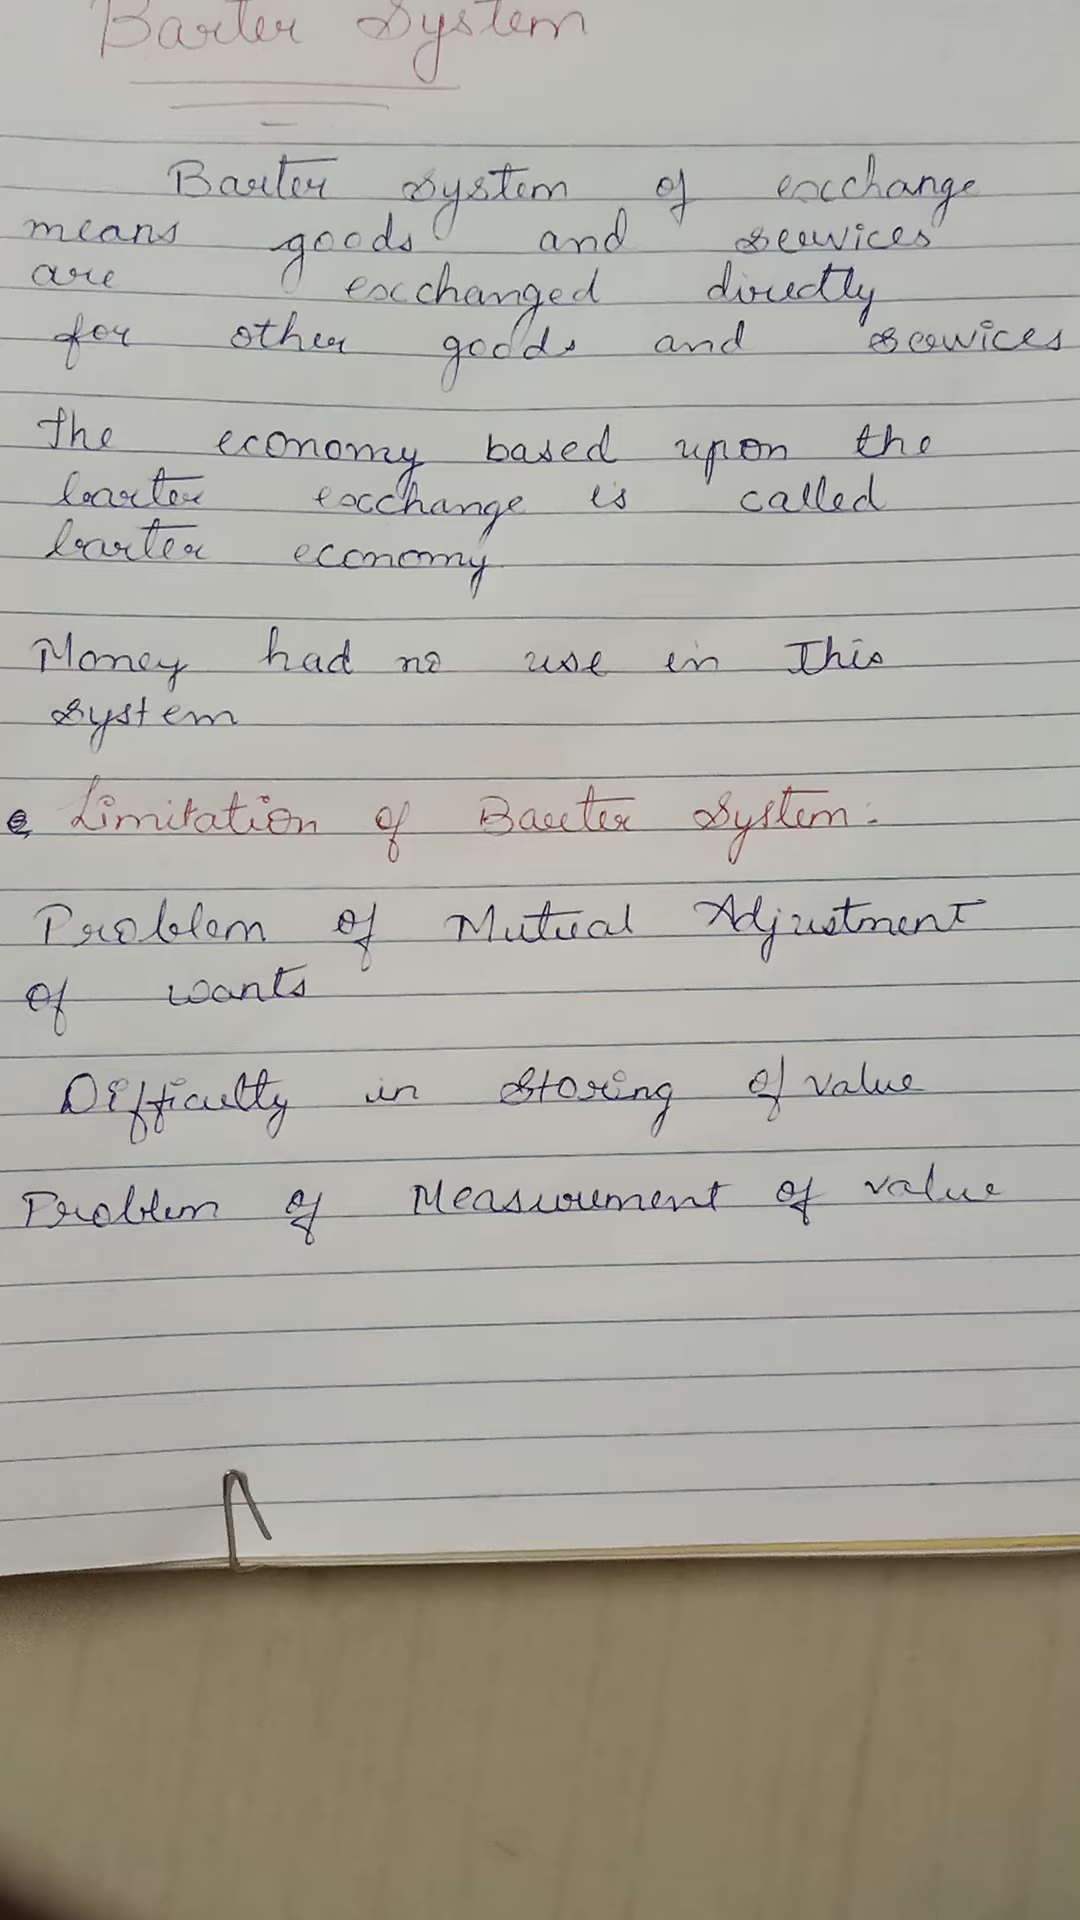 Barter System
Barter system of exchange
means goods and services
are exchanged directly
for other goods and services
The economy based upon the
barter exchange is called
barter economy
Money had no use in This
system
Limitation of Barter System:
Problem of Mutual Adjustment
of wants
Difficulty in Storing of value
Problem of Measurement of value